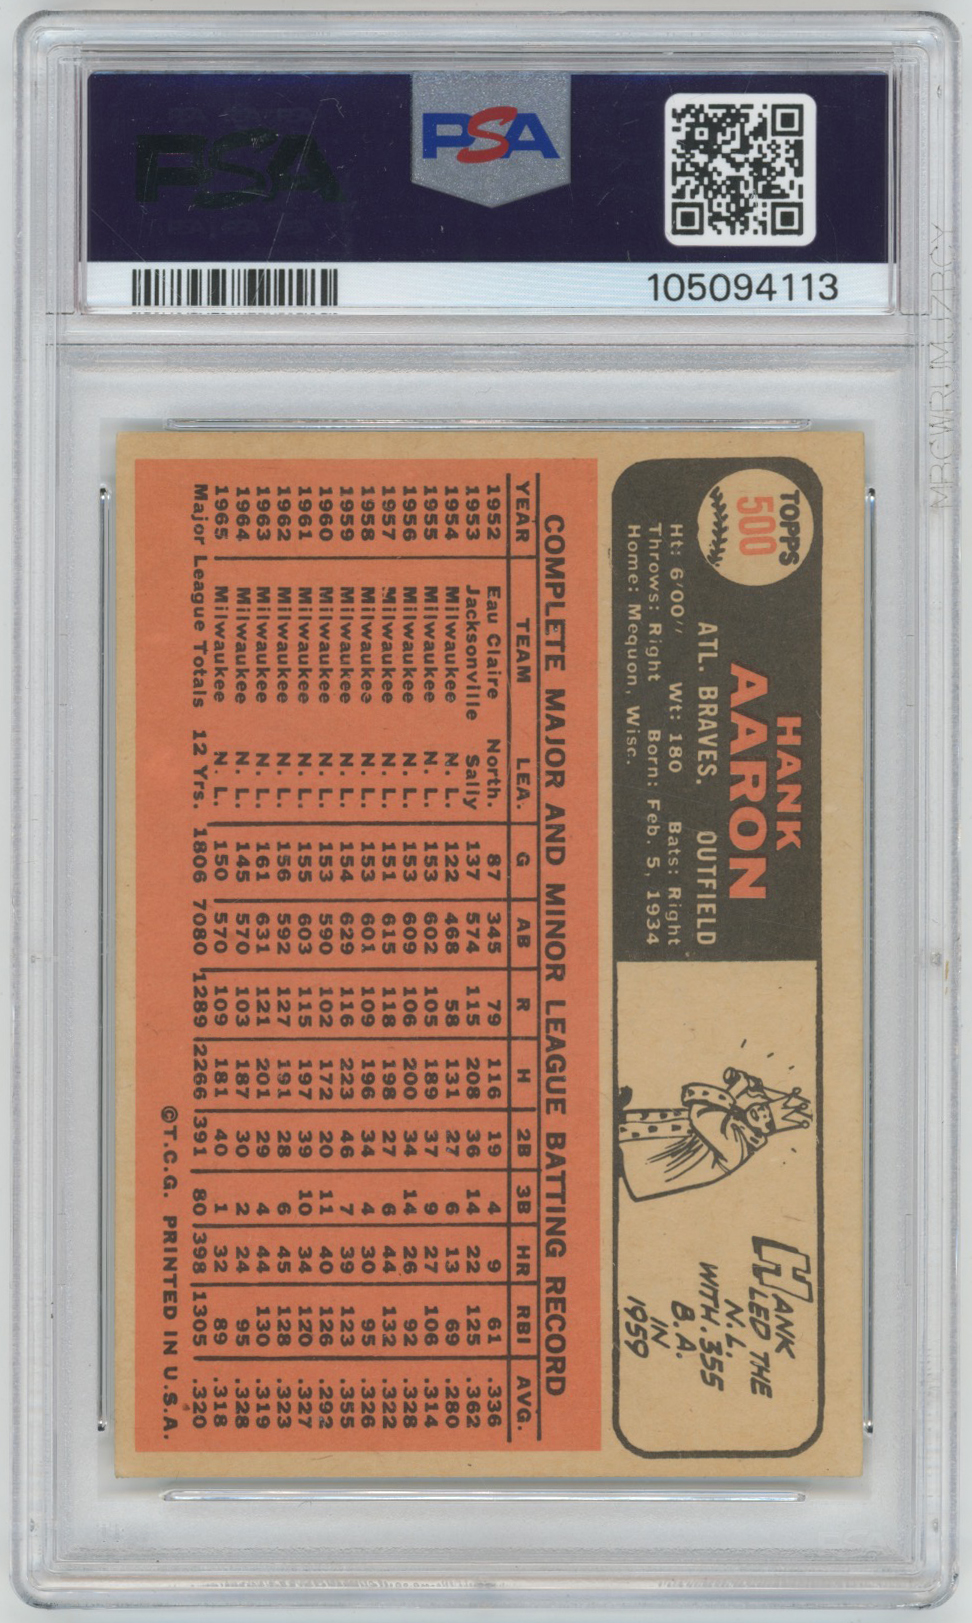 PSA
PSA
105094113
TOPPS
500
HANK
AARON
ATL. BRAVES. OUTFIELD
Ht: 6'00" Wt: 180 Bats: Right
Throws: Right Born: Feb. 5, 1934
Home: Mequon, Wisc.
HANK
LED THE
N.L.
WITH .355
B.A.
IN
1959
COMPLETE MAJOR AND MINOR LEAGUE BATTING RECORD
YEAR TEAM LEA. G AB R H 2B 3B HR RBI AVG.
1952 Eau Claire North. 87 345 79 116 19 4 9 61 .336
1953 Jacksonville Sally 137 574 115 208 36 14 22 125 .362
1954 Milwaukee N. L. 122 468 58 131 27 6 13 69 .280
1955 Milwaukee N. L. 153 602 105 189 37 9 27 106 .314
1956 Milwaukee N. L. 153 609 106 200 34 14 26 92 .328
1957 Milwaukee N. L. 151 615 118 198 27 6 44 132 .322
1958 Milwaukee N. L. 153 601 109 196 34 4 30 95 .326
1959 Milwaukee N. L. 154 629 116 223 46 7 39 123 .355
1960 Milwaukee N. L. 153 590 102 172 20 11 40 126 .292
1961 Milwaukee N. L. 155 603 115 197 39 10 34 120 .327
1962 Milwaukee N. L. 156 592 127 191 28 6 45 128 .323
1963 Milwaukee N. L. 161 631 121 201 29 4 44 130 .319
1964 Milwaukee N. L. 145 570 103 187 30 2 24 95 .328
1965 Milwaukee N. L. 150 570 109 181 40 1 32 89 .318
Major League Totals 12 Yrs. 1806 7080 1289 2266 391 80 398 1305 .320
©T.C.G. PRINTED IN U.S.A.